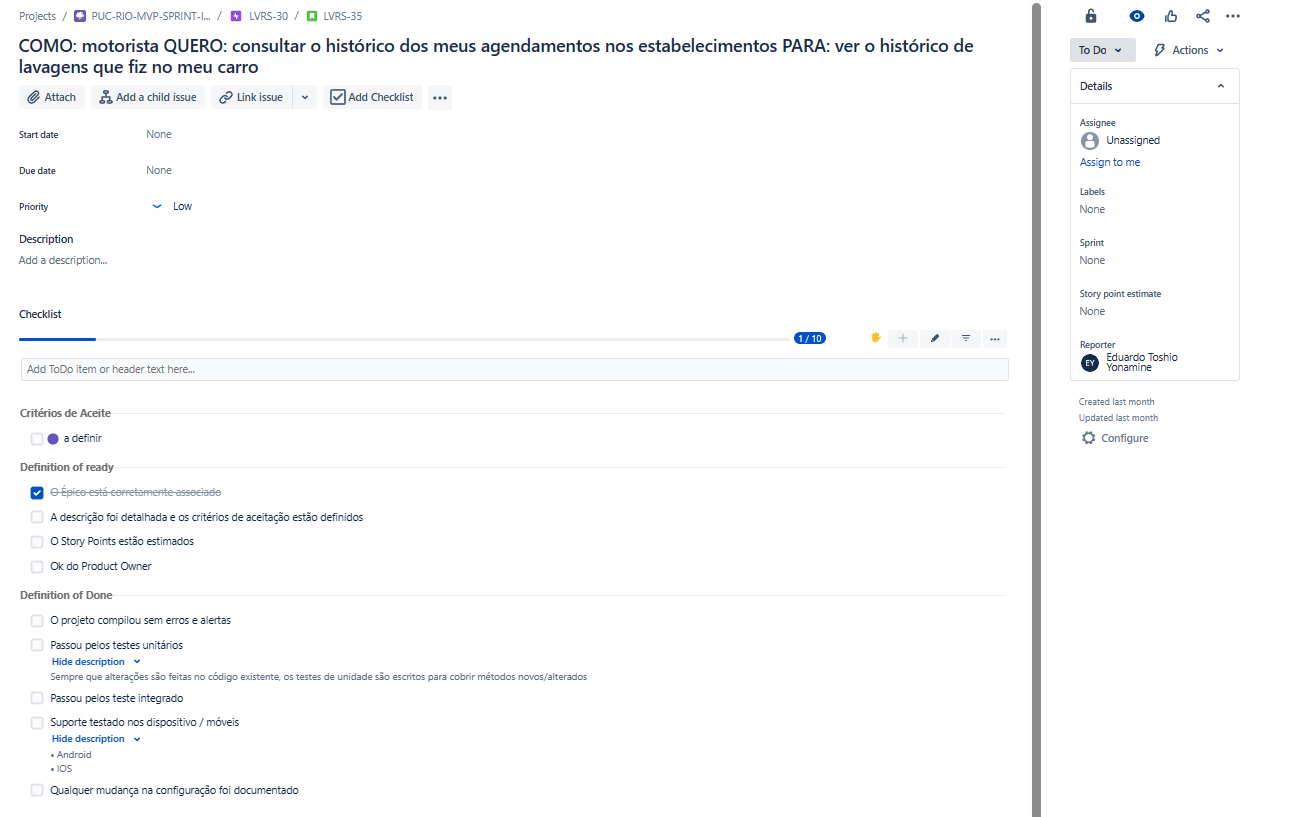 Projects / PUC-RIO-MVP-SPRINT-I... / LVRS-30 / LVRS-35
COMO: motorista QUERO: consultar o histórico dos meus agendamentos nos estabelecimentos PARA: ver o histórico de
lavagens que fiz no meu carro
Attach Add a child issue Link issue Add Checklist
Start date None
Due date None
Priority Low
Description
Add a description...
Checklist
1 / 10
Add ToDo item or header text here...
Critérios de Aceite
a definir
Definition of ready
O Épico está corretamente associado
A descrição foi detalhada e os critérios de aceitação estão definidos
O Story Points estão estimados
Ok do Product Owner
Definition of Done
O projeto compilou sem erros e alertas
Passou pelos testes unitários
Hide description
Sempre que alterações são feitas no código existente, os testes de unidade são escritos para cobrir métodos novos/alterados
Passou pelos teste integrado
Suporte testado nos dispositivo / móveis
Hide description
• Android
• IOS
Qualquer mudança na configuração foi documentado
To Do Actions
Details
Assignee
Unassigned
Assign to me
Labels
None
Sprint
None
Story point estimate
None
Reporter
EY Eduardo Toshio
Yonamine
Created last month
Updated last month
Configure